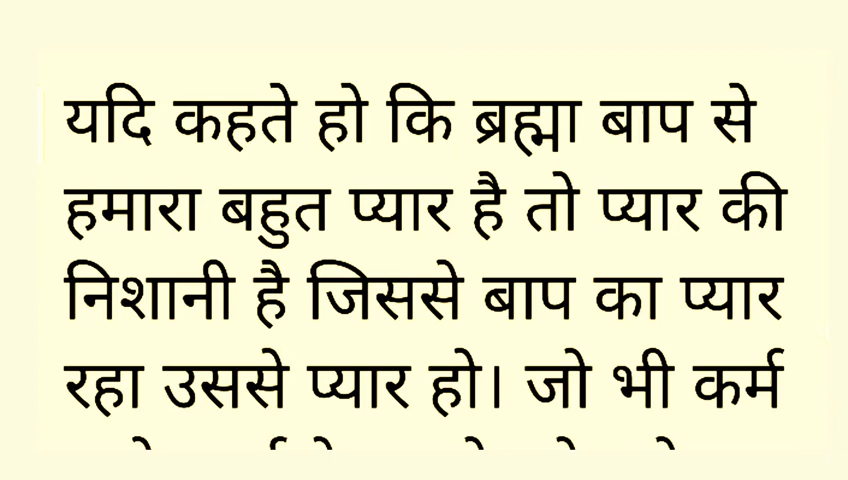 यदि कहते हो कि ब्रह्मा बाप से
हमारा बहुत प्यार है तो प्यार की
निशानी है जिससे बाप का प्यार
रहा उससे प्यार हो। जो भी कर्म